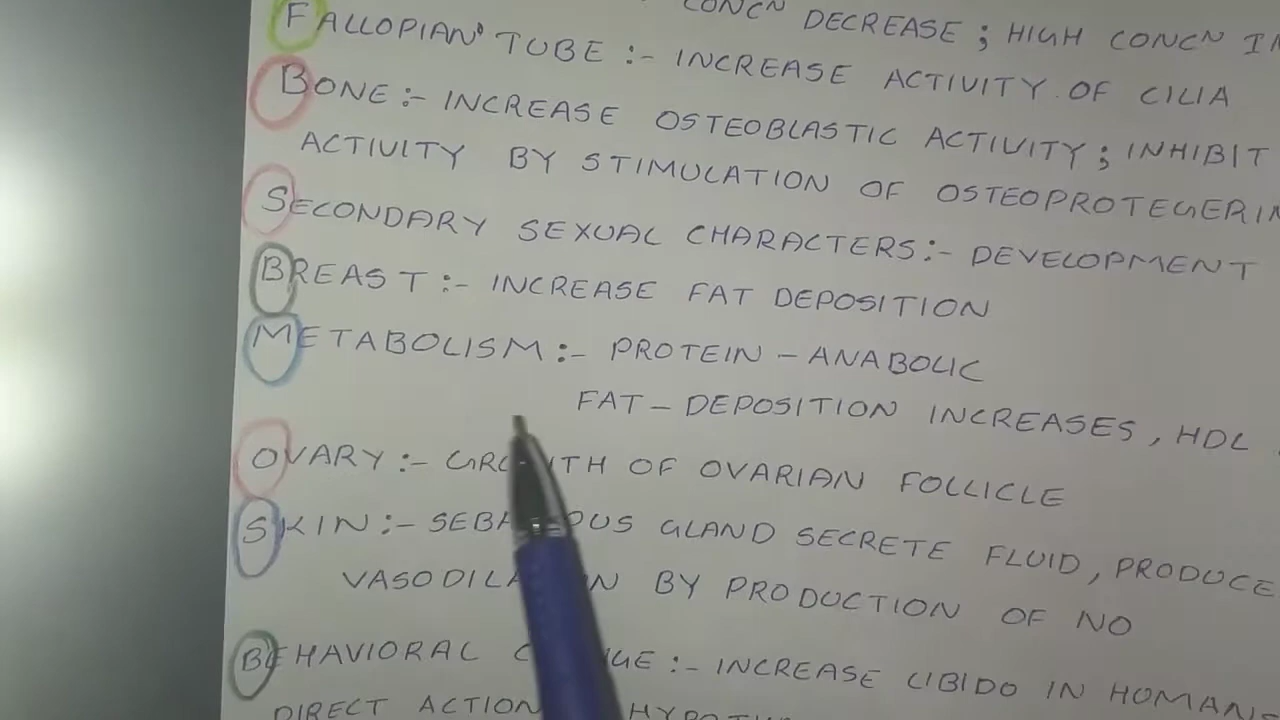 CONCN DECREASE ; HIGH CONCN IN
FALLOPIAN TUBE :- INCREASE ACTIVITY OF CILIA
BONE :- INCREASE OSTEOBLASTIC ACTIVITY ; INHIBIT
ACTIVITY BY STIMULATION OF OSTEOPROTEGERIN
SECONDARY SEXUAL CHARACTERS :- DEVELOPMENT
BREAST :- INCREASE FAT DEPOSITION
METABOLISM :- PROTEIN - ANABOLIC
FAT - DEPOSITION INCREASES , HDL
OVARY :- GROWTH OF OVARIAN FOLLICLE
SKIN :- SEBACEOUS GLAND SECRETE FLUID , PRODUCE
VASODILATION BY PRODUCTION OF NO
BEHAVIORAL CHANGE :- INCREASE LIBIDO IN HOMANS
DIRECT ACTION